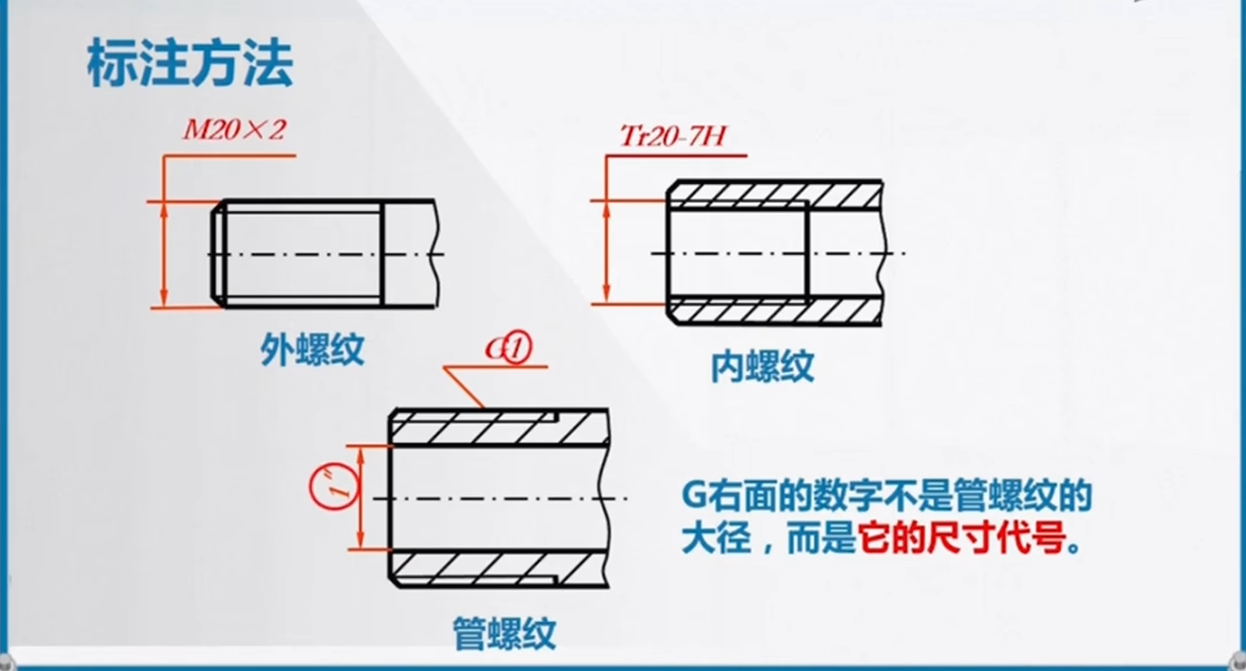 标注方法
M20×2
Tr20-7H
外螺纹
内螺纹
G1
1"
G右面的数字不是管螺纹的
大径，而是它的尺寸代号。
管螺纹